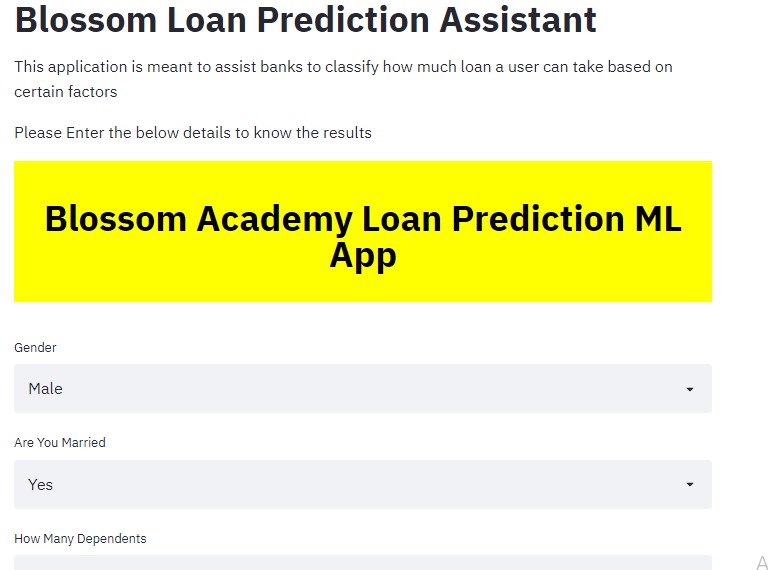 Blossom Loan Prediction Assistant
This application is meant to assist banks to classify how much loan a user can take based on
certain factors
Please Enter the below details to know the results
Blossom Academy Loan Prediction ML
App
Gender
Male
Are You Married
Yes
How Many Dependents
A